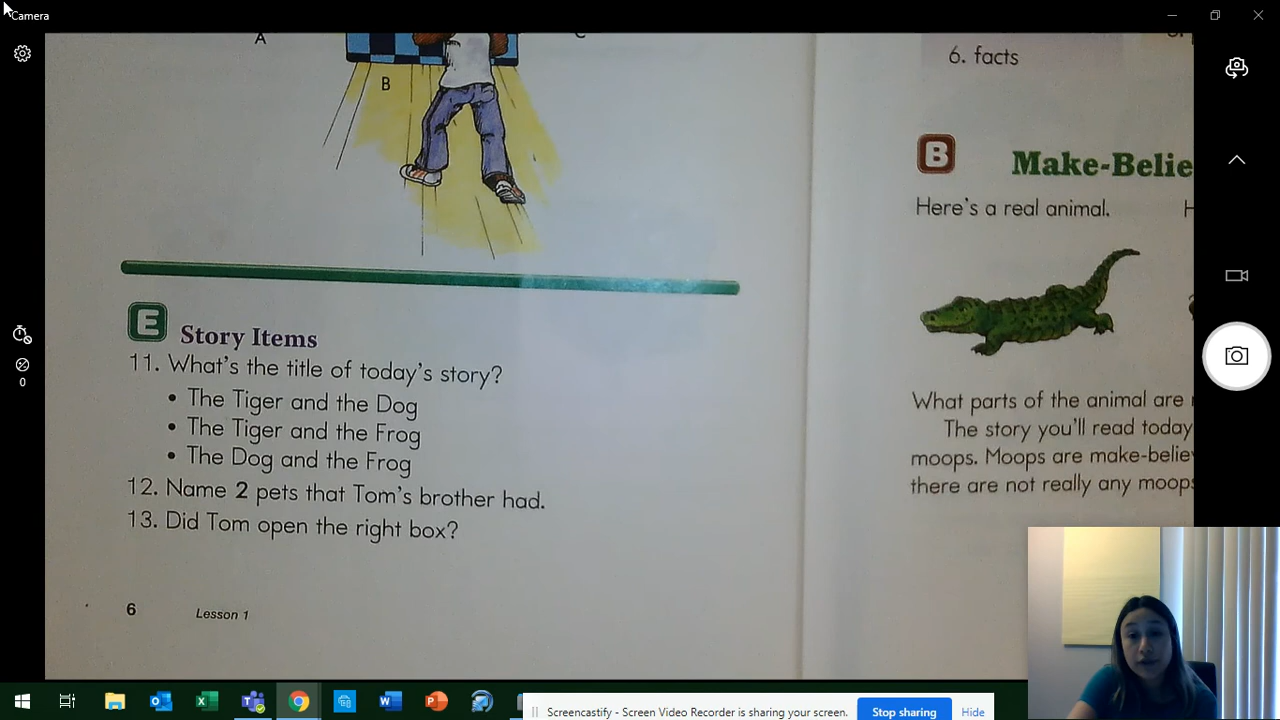 Camera
A
B
6. facts
B
Make-Belie
Here's a real animal.
H
What parts of the animal are
The story you'll read today
moops. Moops are make-believ
there are not really any moops
E
Story Items
11. What's the title of today's story?
• The Tiger and the Dog
• The Tiger and the Frog
• The Dog and the Frog
12. Name 2 pets that Tom's brother had.
13. Did Tom open the right box?
6
Lesson 1
0
Screencastify - Screen Video Recorder is sharing your screen.
Stop sharing
Hide